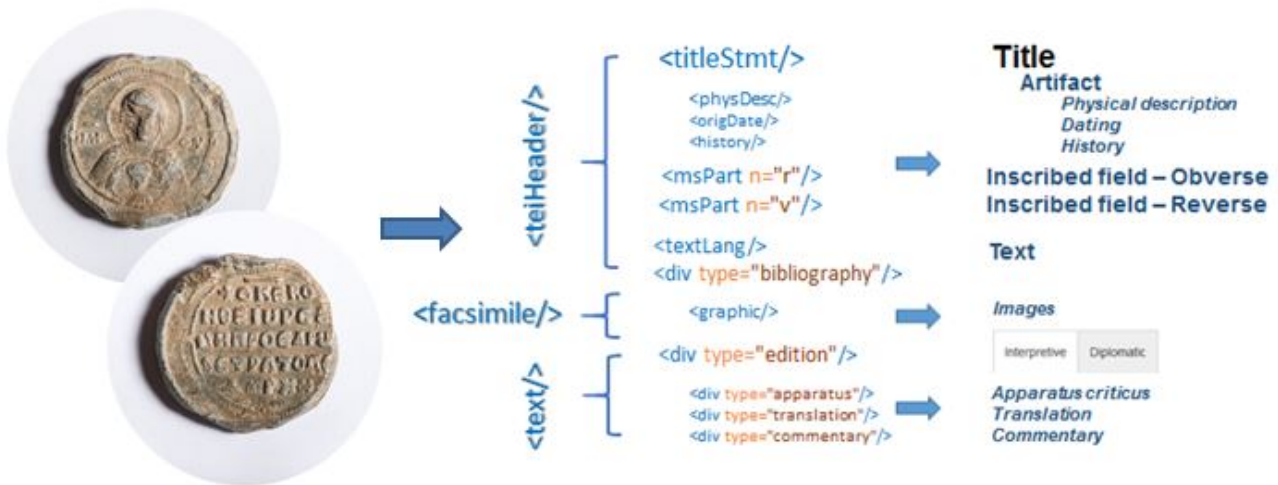 <teiHeader/>
<titleStmt/>
<physDesc/>
<origDate/>
<history/>
<msPart n="r"/>
<msPart n="v"/>
<textLang/>
<div type="bibliography"/>
<facsimile/>
<graphic/>
<text/>
<div type="edition"/>
<div type="apparatus"/>
<div type="translation"/>
<div type="commentary"/>
Title
Artifact
Physical description
Dating
History
Inscribed field – Obverse
Inscribed field – Reverse
Text
Images
Interpretive Diplomatic
Apparatus criticus
Translation
Commentary